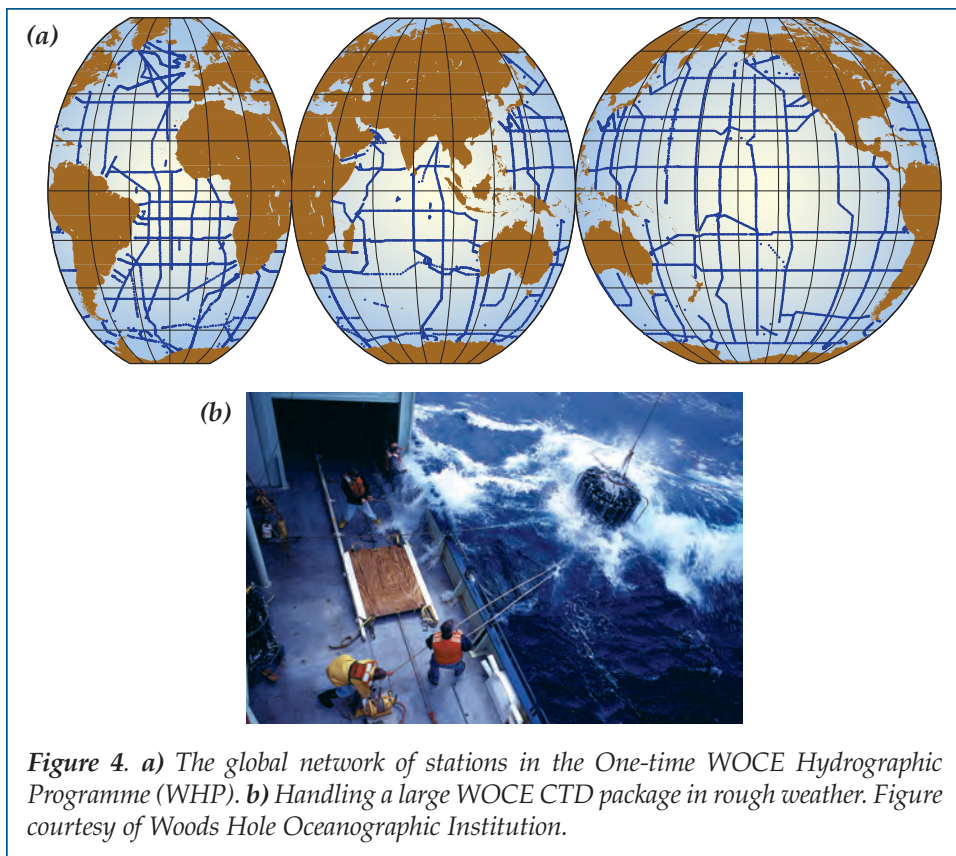 (a)
(b)
Figure 4. a) The global network of stations in the One-time WOCE Hydrographic
Programme (WHP). b) Handling a large WOCE CTD package in rough weather. Figure
courtesy of Woods Hole Oceanographic Institution.